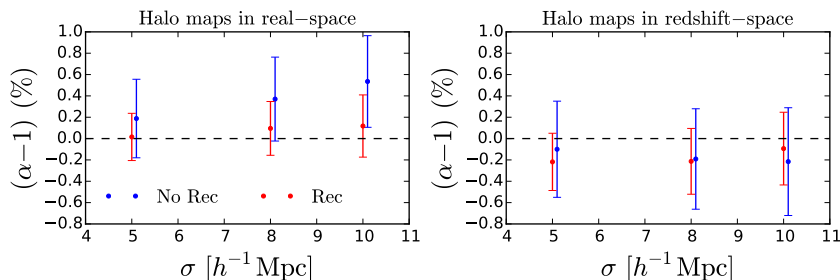 Halo maps in real−space
(α−1) (%)
1.0
0.8
0.6
0.4
0.2
0.0
−0.2
−0.4
−0.6
−0.8
No Rec
Rec
4 5 6 7 8 9 10 11
σ [h⁻¹ Mpc]
Halo maps in redshift−space
(α−1) (%)
1.0
0.8
0.6
0.4
0.2
0.0
−0.2
−0.4
−0.6
−0.8
4 5 6 7 8 9 10 11
σ [h⁻¹ Mpc]